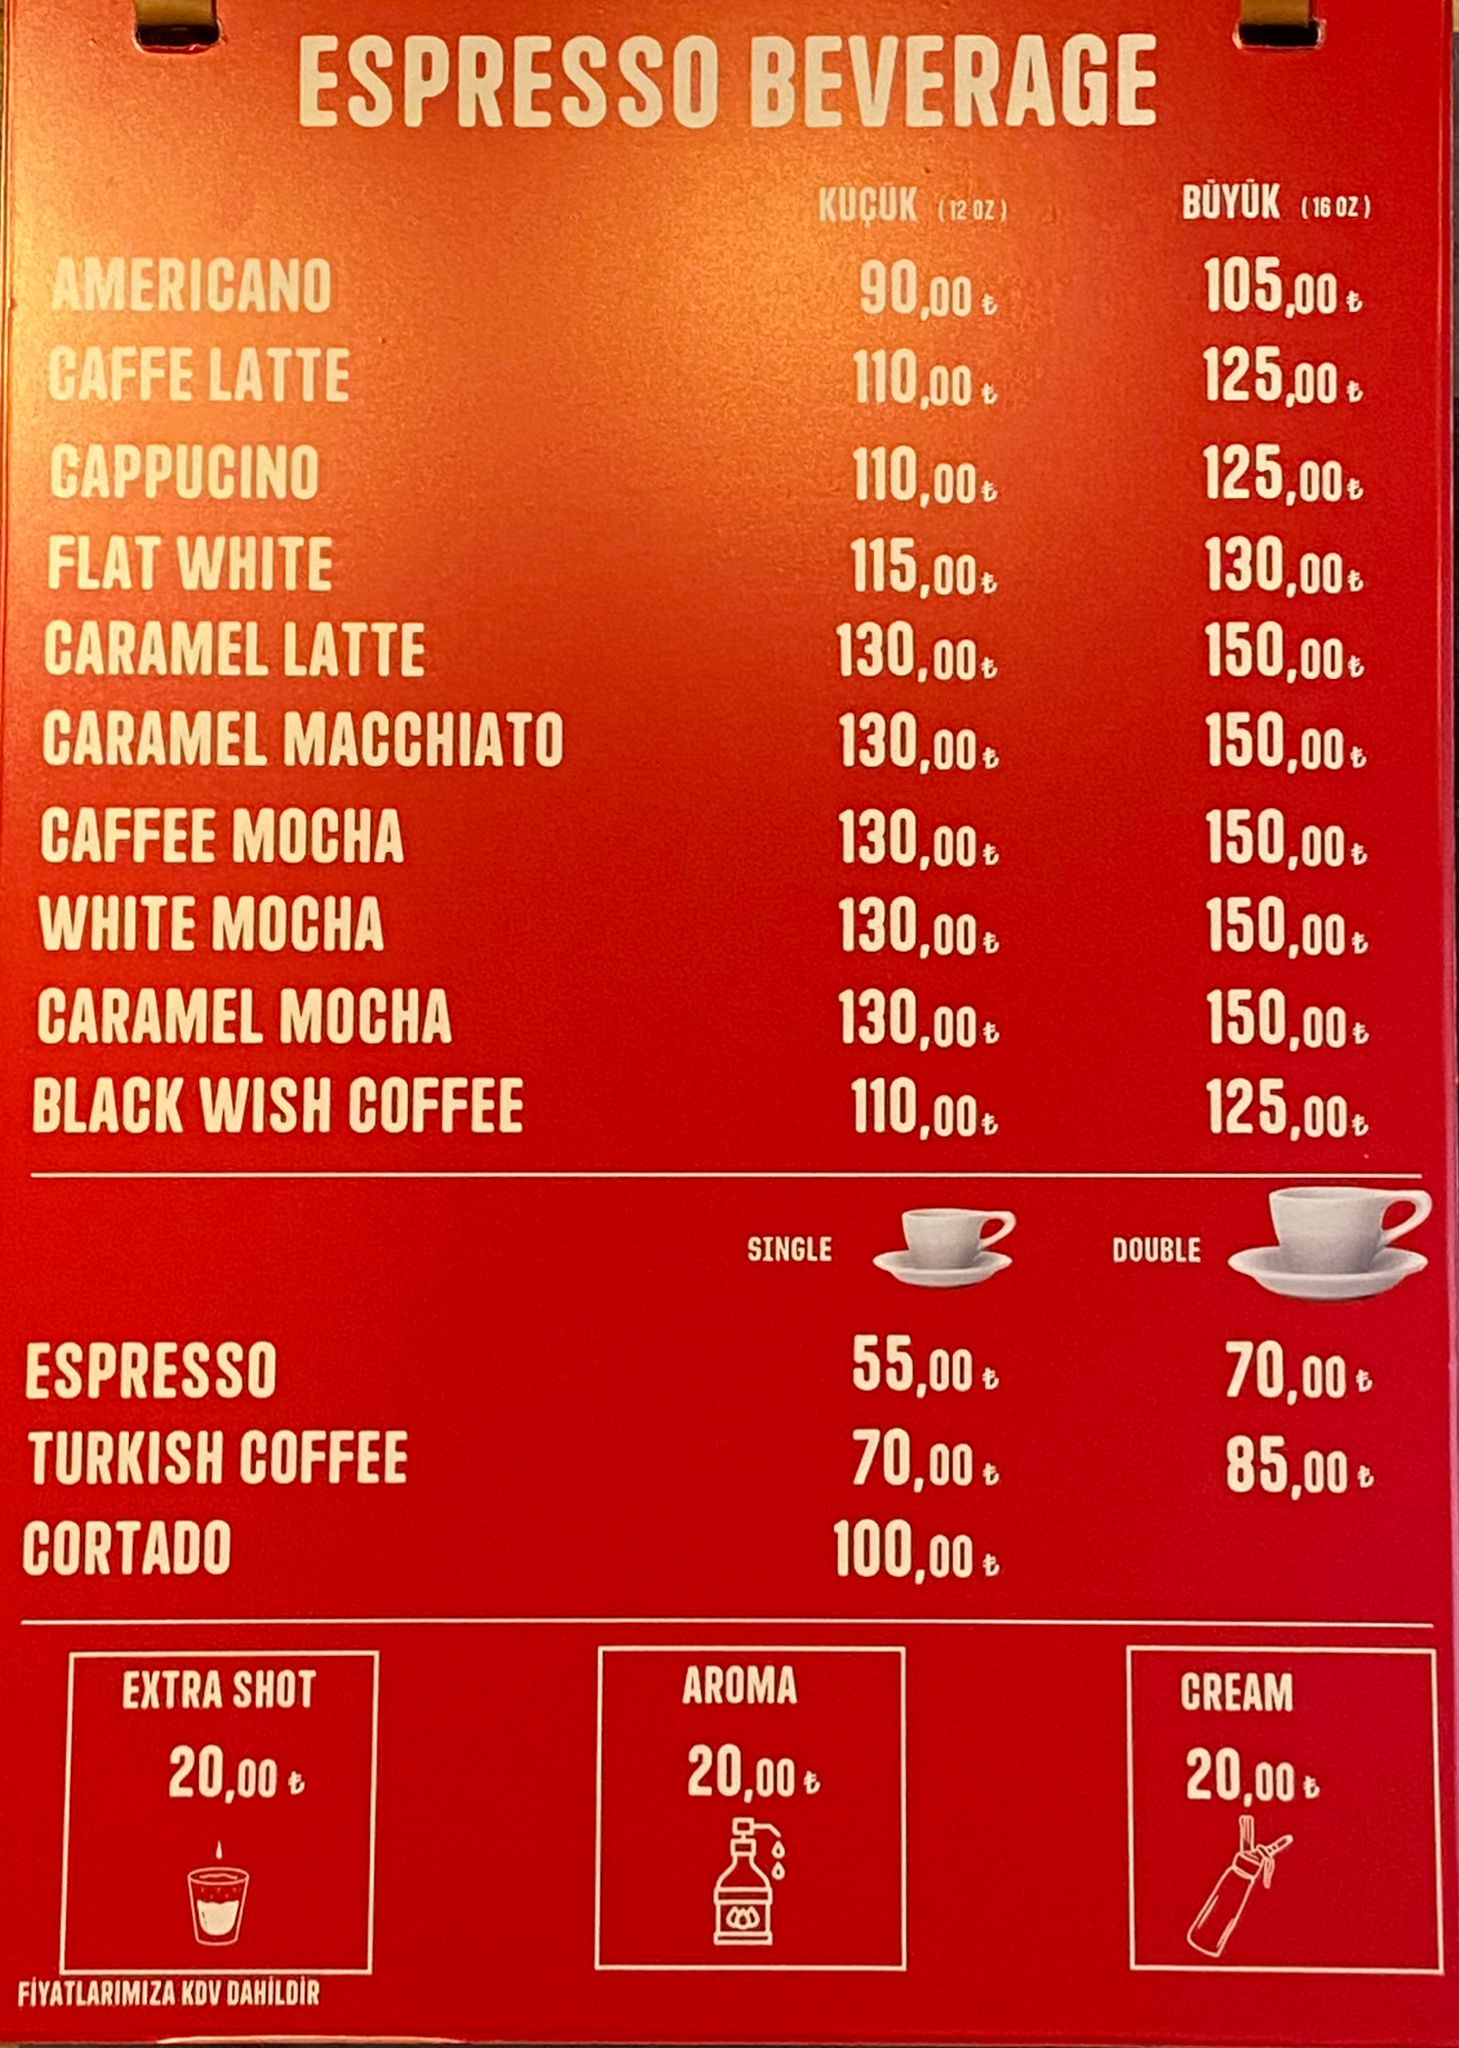 ESPRESSO BEVERAGE
KÜÇÜK (12 OZ) BÜYÜK (16 OZ)
AMERICANO 90,00 ₺ 105,00 ₺
CAFFE LATTE 110,00 ₺ 125,00 ₺
CAPPUCINO 110,00 ₺ 125,00 ₺
FLAT WHITE 115,00 ₺ 130,00 ₺
CARAMEL LATTE 130,00 ₺ 150,00 ₺
CARAMEL MACCHIATO 130,00 ₺ 150,00 ₺
CAFFEE MOCHA 130,00 ₺ 150,00 ₺
WHITE MOCHA 130,00 ₺ 150,00 ₺
CARAMEL MOCHA 130,00 ₺ 150,00 ₺
BLACK WISH COFFEE 110,00 ₺ 125,00 ₺
SINGLE DOUBLE
ESPRESSO 55,00 ₺ 70,00 ₺
TURKISH COFFEE 70,00 ₺ 85,00 ₺
CORTADO 100,00 ₺
EXTRA SHOT AROMA CREAM
20,00 ₺ 20,00 ₺ 20,00 ₺
FİYATLARIMIZA KDV DAHİLDİR